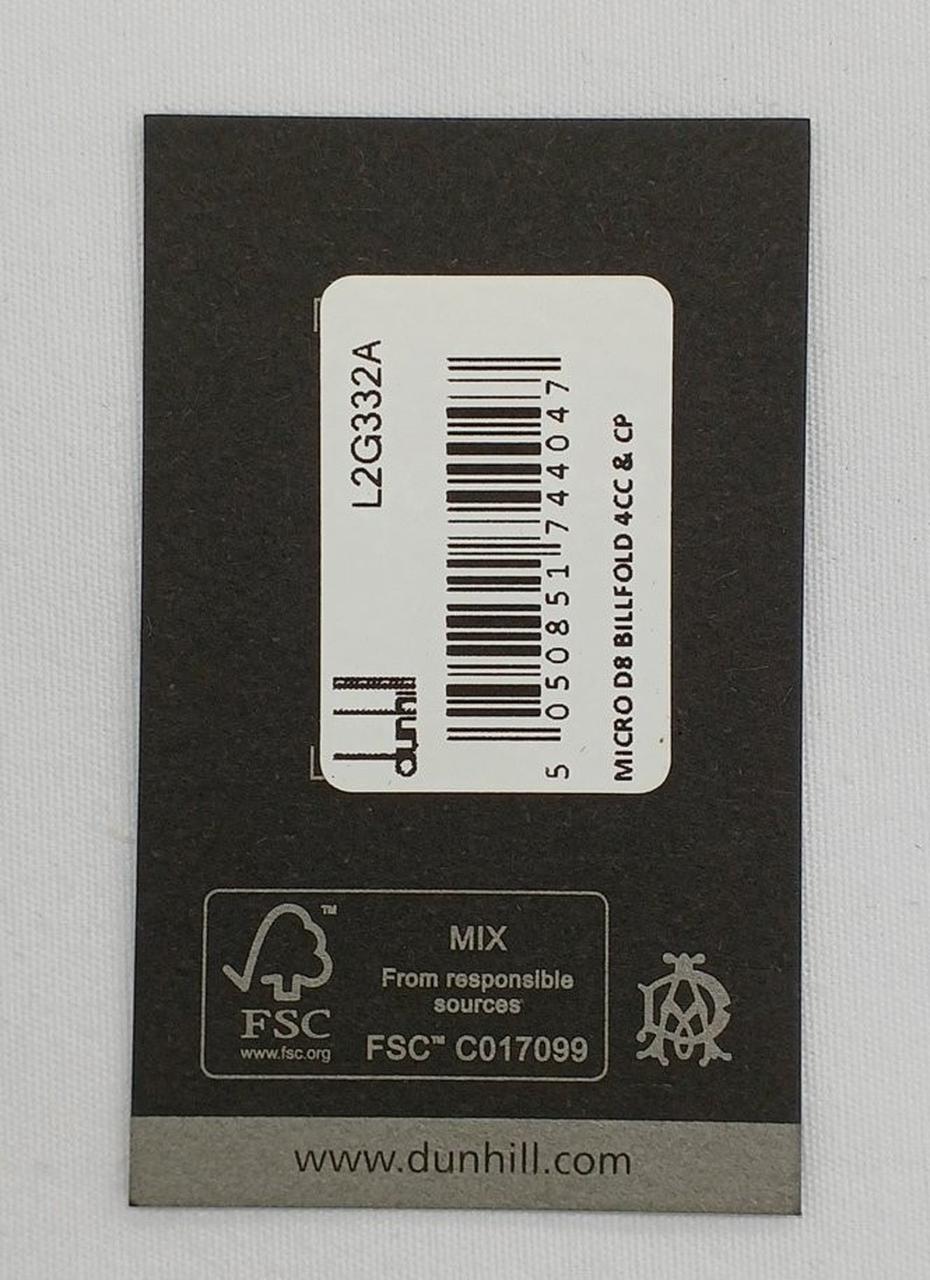 dunhill
L2G332A
5 050851 744047
MICRO D8 BILLFOLD 4CC & CP
FSC
www.fsc.org
MIX
From responsible
sources
FSC™ C017099
www.dunhill.com